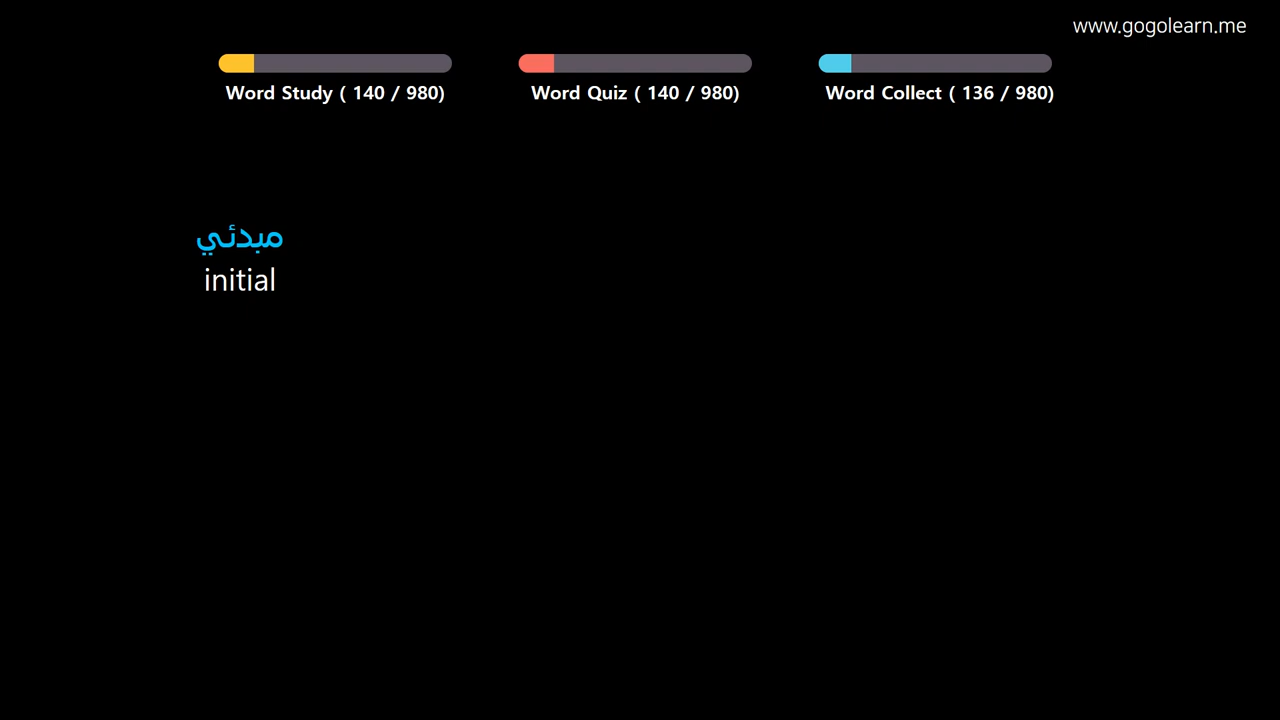 www.gogolearn.me
Word Study ( 140 / 980)
Word Quiz ( 140 / 980)
Word Collect ( 136 / 980)
مبدئي
initial